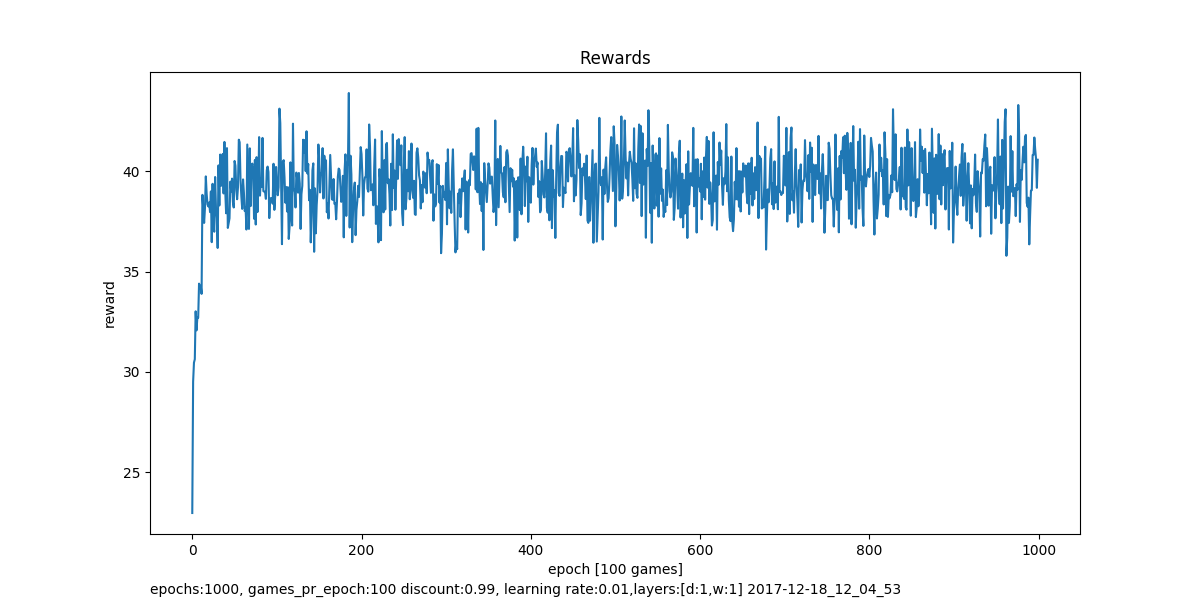 Rewards
40
35
30
25
reward
0 200 400 600 800 1000
epoch [100 games]
epochs:1000, games_pr_epoch:100 discount:0.99, learning rate:0.01,layers:[d:1,w:1] 2017-12-18_12_04_53